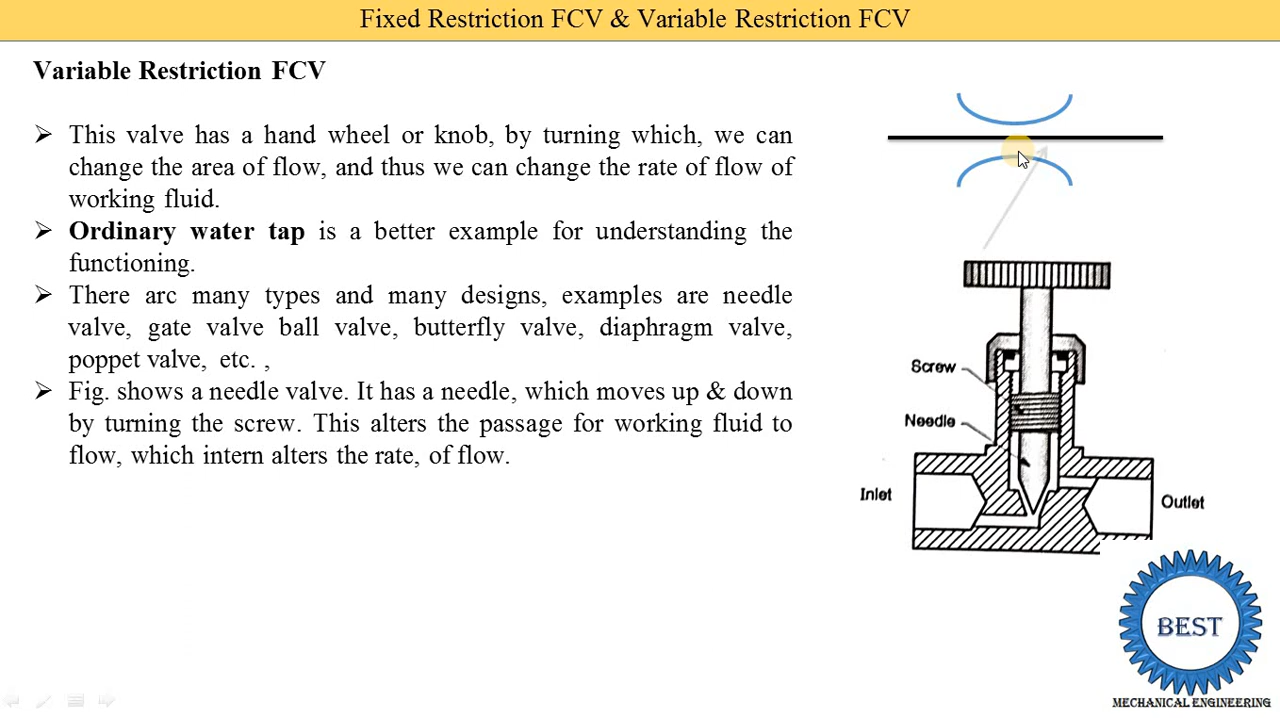 Fixed Restriction FCV & Variable Restriction FCV
Variable Restriction FCV
➢ This valve has a hand wheel or knob, by turning which, we can
change the area of flow, and thus we can change the rate of flow of
working fluid.
➢ Ordinary water tap is a better example for understanding the
functioning.
➢ There arc many types and many designs, examples are needle
valve, gate valve ball valve, butterfly valve, diaphragm valve,
poppet valve, etc. ,
➢ Fig. shows a needle valve. It has a needle, which moves up & down
by turning the screw. This alters the passage for working fluid to
flow, which intern alters the rate, of flow.
Screw
Needle
Inlet
Outlet
BEST
MECHANICAL ENGINEERING